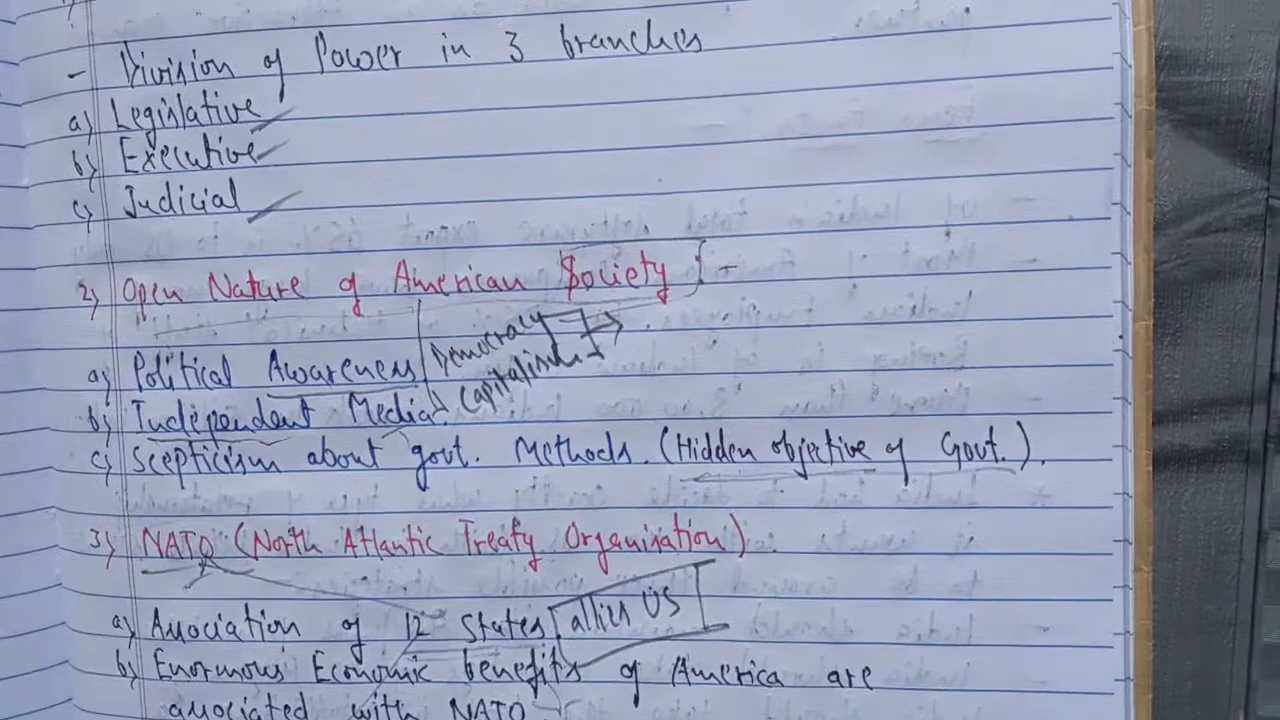 - Division of Power in 3 branches
a) Legislative
b) Executive
c) Judicial
2) Open Nature of American Society :-
a) Political Awareness Democracy
b) Independent Media. Capitalism
c) Scepticism about govt. Methods. (Hidden objective of Govt.).
3) NATO (North Atlantic Treaty Organisation).
a) Association of 12 States allies US
b) Enormous Economic benefits of America are
associated with NATO